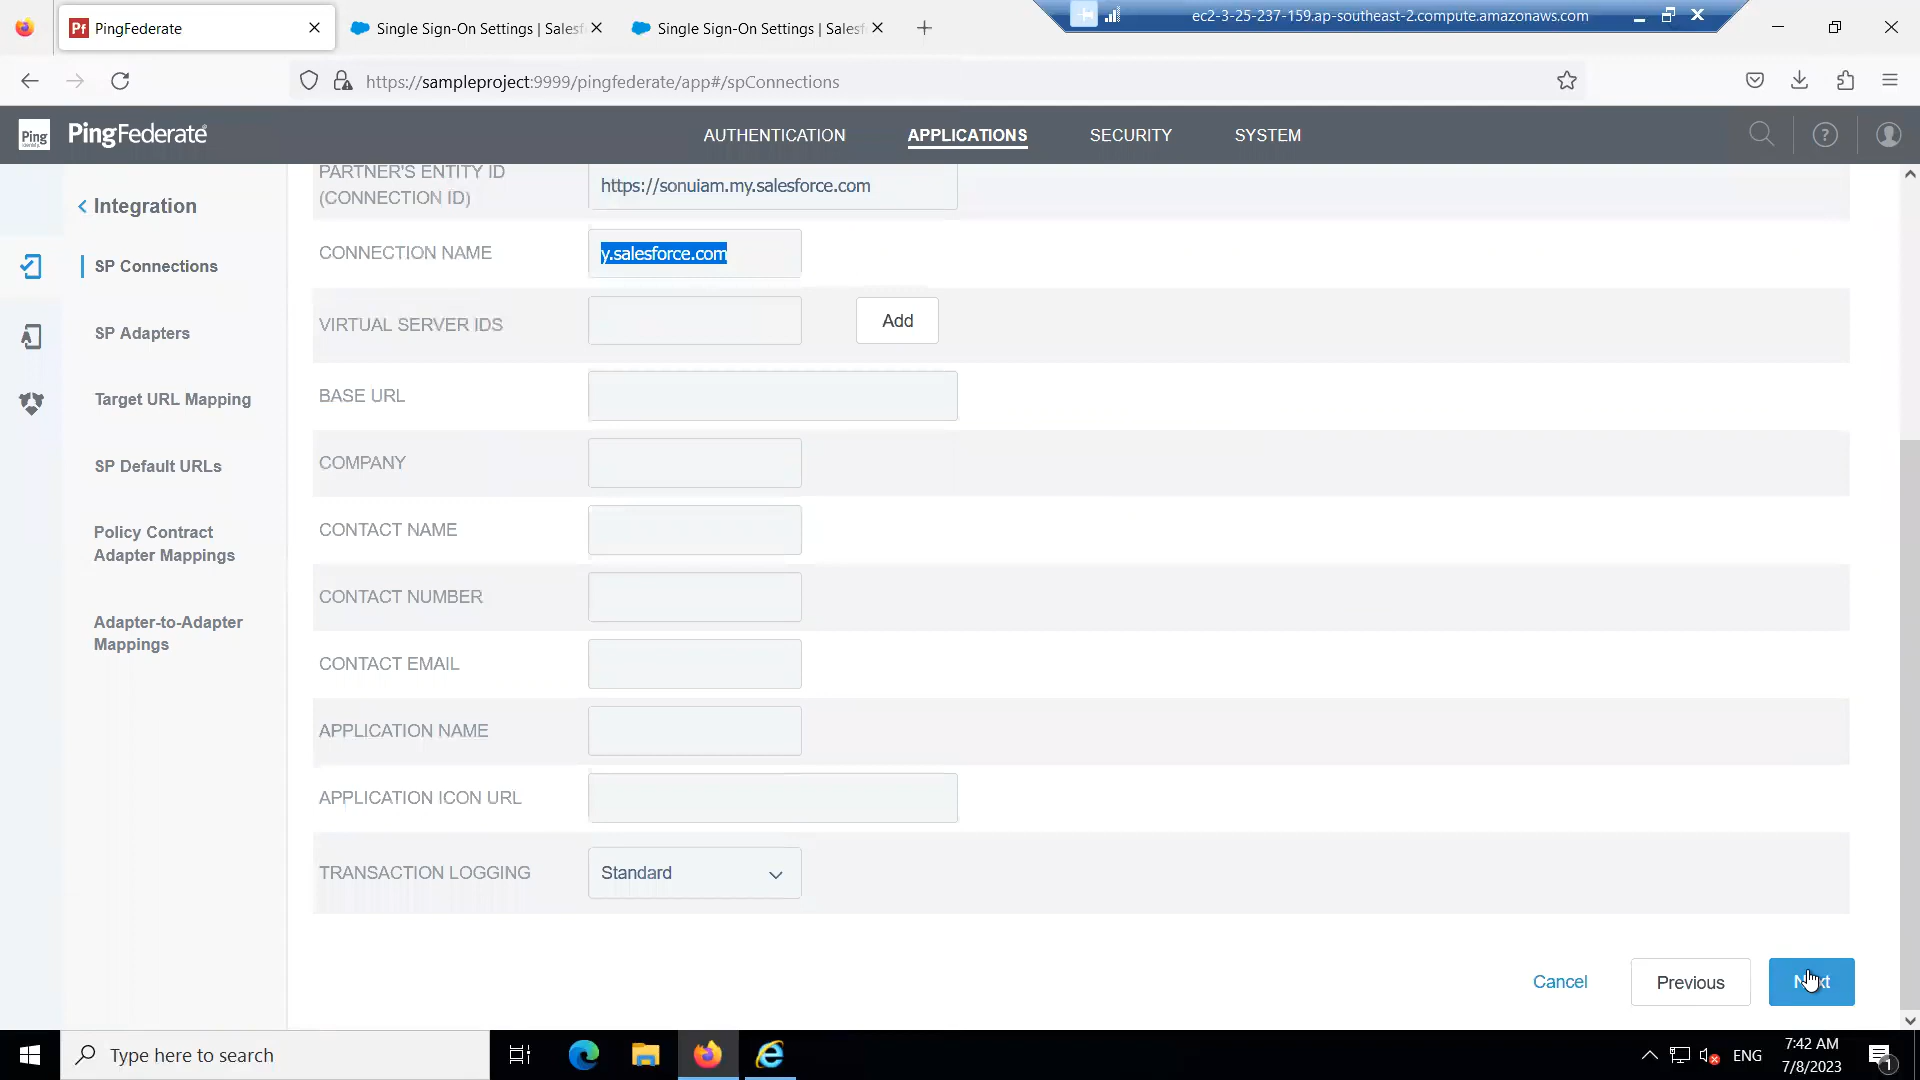 PingFederate
Single Sign-On Settings | Salesf
Single Sign-On Settings | Salesf
ec2-3-25-237-159.ap-southeast-2.compute.amazonaws.com
https://sampleproject:9999/pingfederate/app#/spConnections
Ping
PingFederate
AUTHENTICATION
APPLICATIONS
SECURITY
SYSTEM
Integration
SP Connections
SP Adapters
Target URL Mapping
SP Default URLs
Policy Contract
Adapter Mappings
Adapter-to-Adapter
Mappings
PARTNER'S ENTITY ID
(CONNECTION ID)
https://sonuiam.my.salesforce.com
CONNECTION NAME
y.salesforce.com
VIRTUAL SERVER IDS
Add
BASE URL
COMPANY
CONTACT NAME
CONTACT NUMBER
CONTACT EMAIL
APPLICATION NAME
APPLICATION ICON URL
TRANSACTION LOGGING
Standard
Cancel
Previous
Next
Type here to search
ENG
7:42 AM
7/8/2023
1